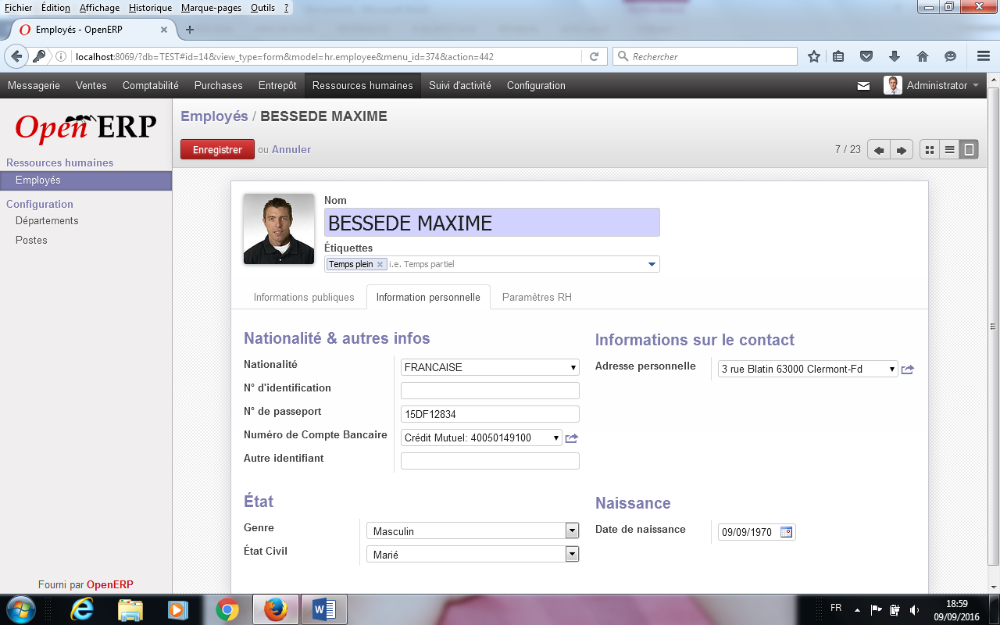 Fichier Édition Affichage Historique Marque-pages Outils ?
Employés - OpenERP
localhost:8069/?db=TEST#id=14&view_type=form&model=hr.employee&menu_id=374&action=442
Rechercher
Messagerie Ventes Comptabilité Purchases Entrepôt Ressources humaines Suivi d'activité Configuration Administrator
Open ERP
Employés / BESSEDE MAXIME
Enregistrer ou Annuler
7 / 23
Ressources humaines
Employés
Configuration
Départements
Postes
Nom
BESSEDE MAXIME
Étiquettes
Temps plein i.e. Temps partiel
Informations publiques Information personnelle Paramètres RH
Nationalité & autres infos
Nationalité FRANCAISE
N° d'identification
N° de passeport 15DF12834
Numéro de Compte Bancaire Crédit Mutuel: 40050149100
Autre identifiant
Informations sur le contact
Adresse personnelle 3 rue Blatin 63000 Clermont-Fd
État
Genre Masculin
État Civil Marié
Naissance
Date de naissance 09/09/1970
Fourni par OpenERP
FR
18:59
09/09/2016